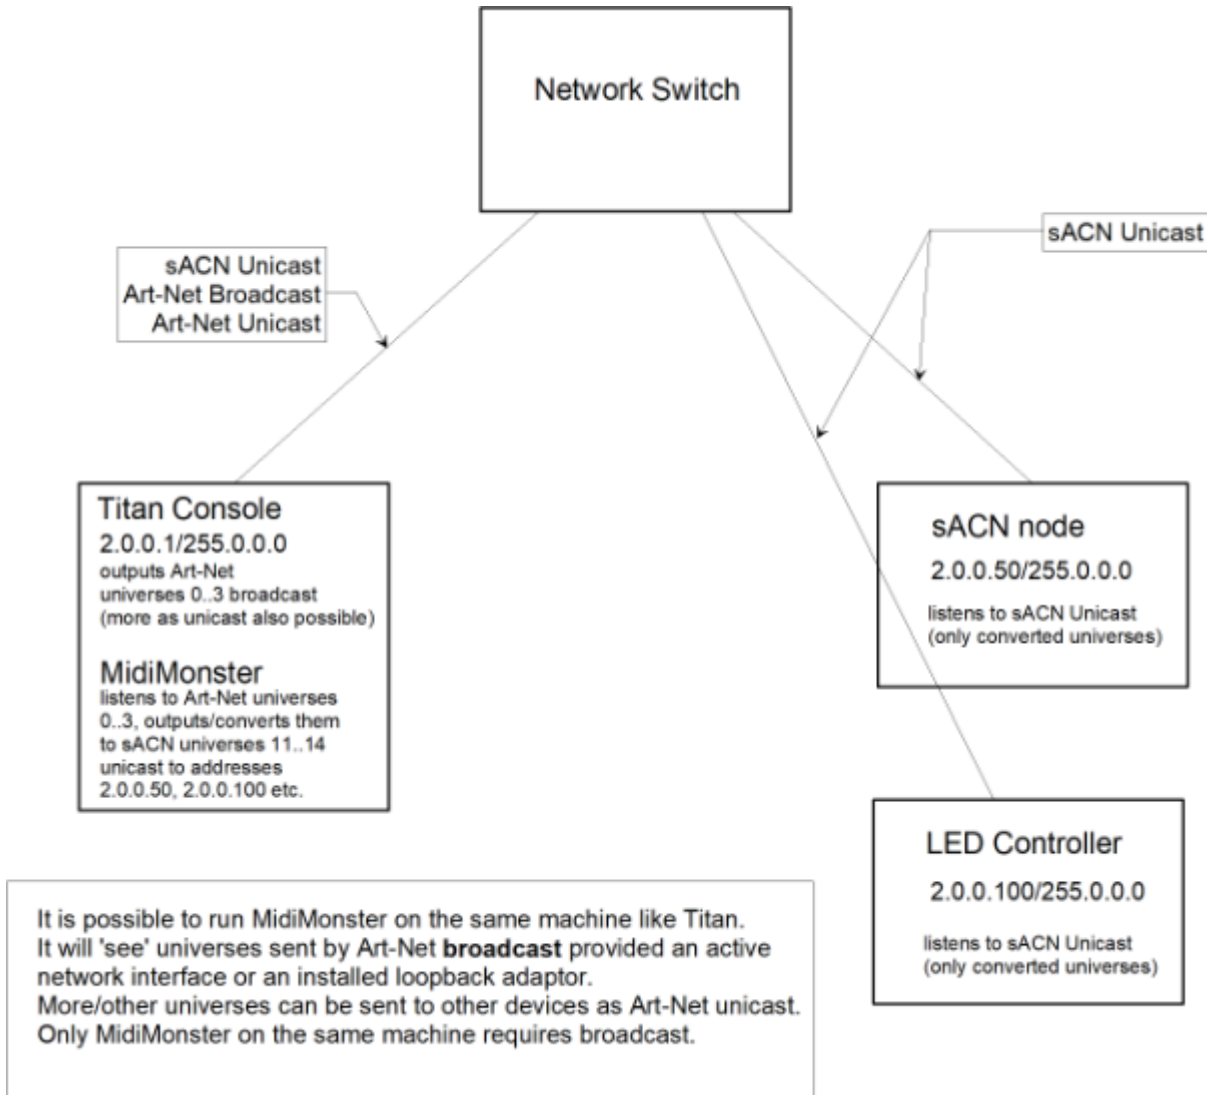 Network Switch
sACN Unicast
Art-Net Broadcast
Art-Net Unicast
sACN Unicast
Titan Console
2.0.0.1/255.0.0.0
outputs Art-Net
universes 0..3 broadcast
(more as unicast also possible)
MidiMonster
listens to Art-Net universes
0..3, outputs/converts them
to sACN universes 11..14
unicast to addresses
2.0.0.50, 2.0.0.100 etc.
sACN node
2.0.0.50/255.0.0.0
listens to sACN Unicast
(only converted universes)
LED Controller
2.0.0.100/255.0.0.0
listens to sACN Unicast
(only converted universes)
It is possible to run MidiMonster on the same machine like Titan.
It will 'see' universes sent by Art-Net broadcast provided an active
network interface or an installed loopback adaptor.
More/other universes can be sent to other devices as Art-Net unicast.
Only MidiMonster on the same machine requires broadcast.